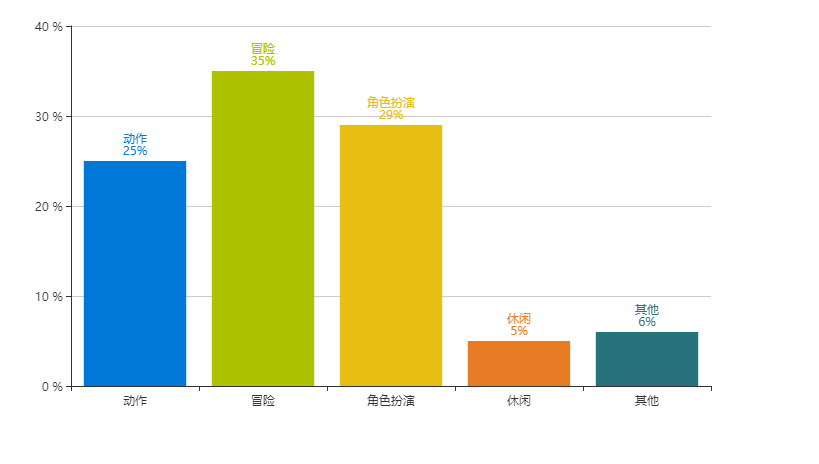 40 %
30 %
20 %
10 %
0 %
动作
25%
冒险
35%
角色扮演
29%
休闲
5%
其他
6%
动作
冒险
角色扮演
休闲
其他